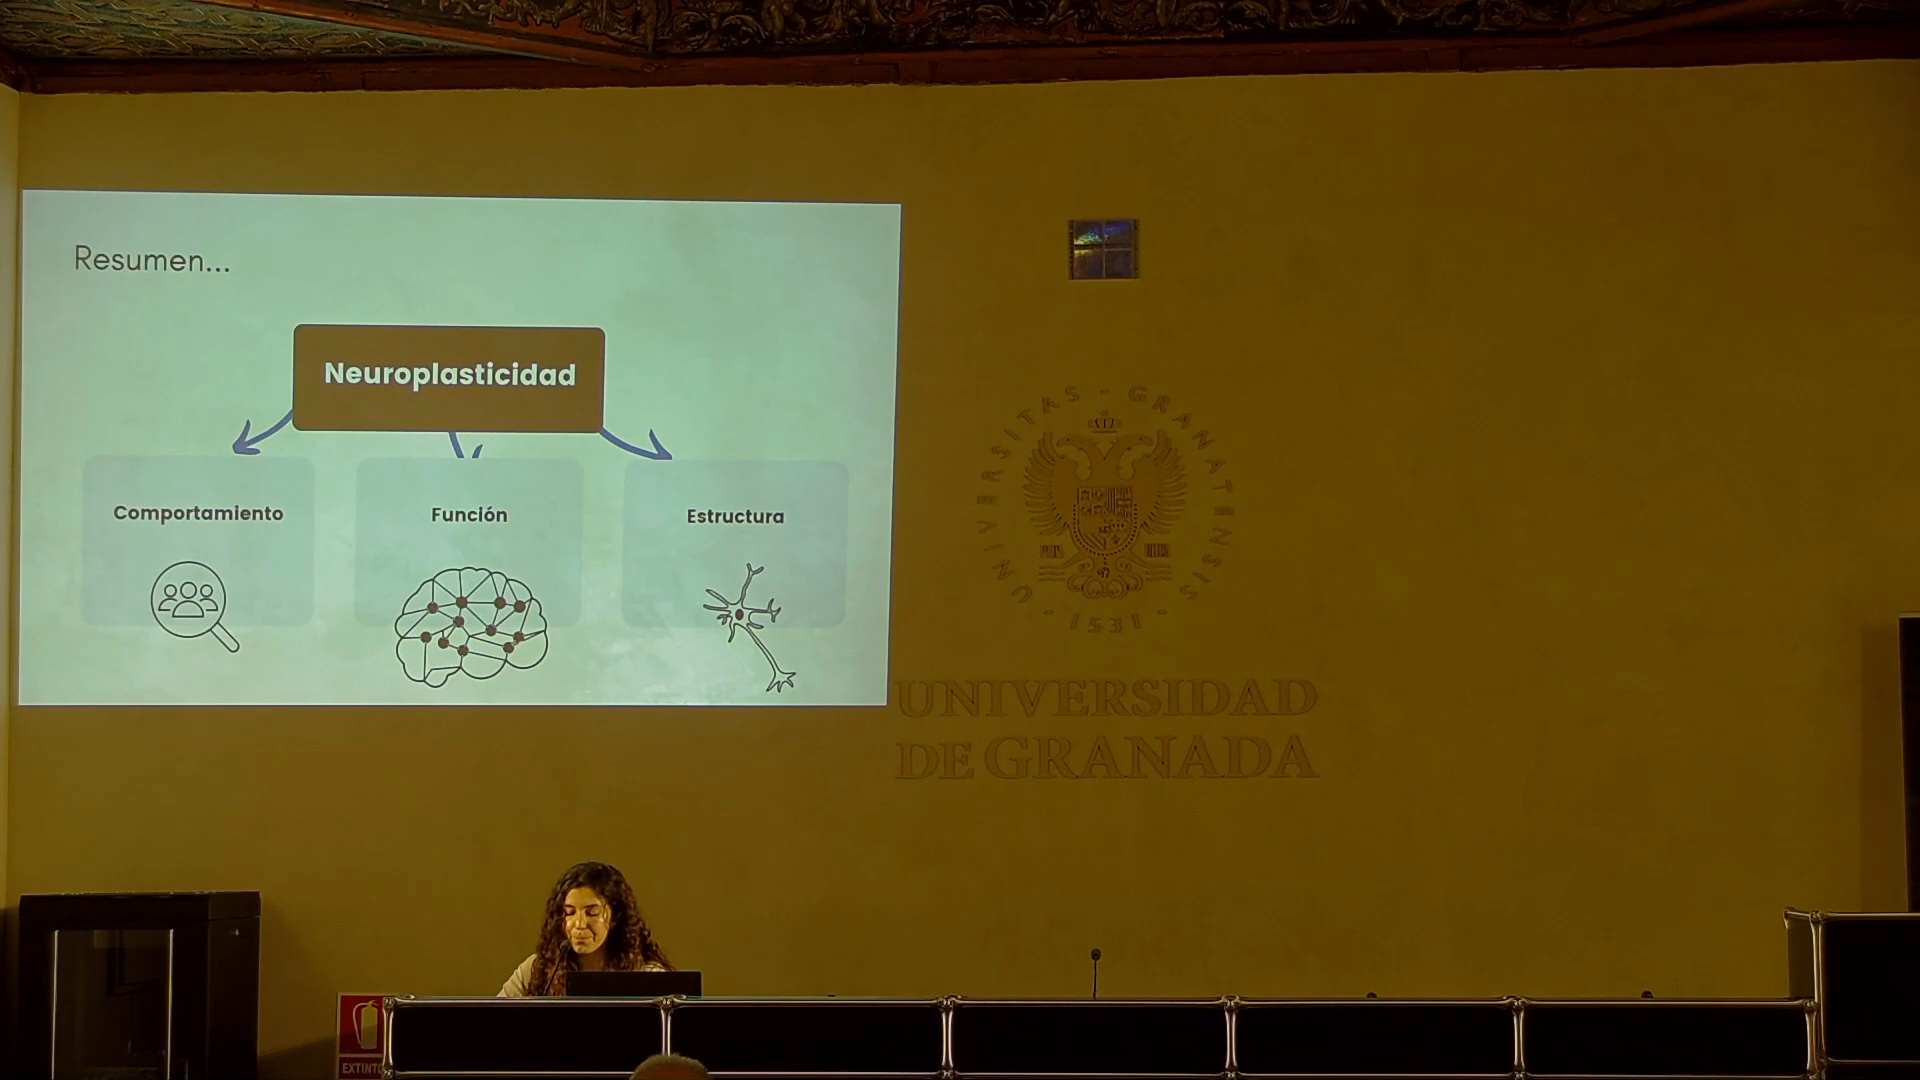 Resumen...
Neuroplasticidad
Comportamiento
Función
Estructura
UNIVERSITAS - GRANATENSIS
· 1531 ·
UNIVERSIDAD
DE GRANADA
EXTINT